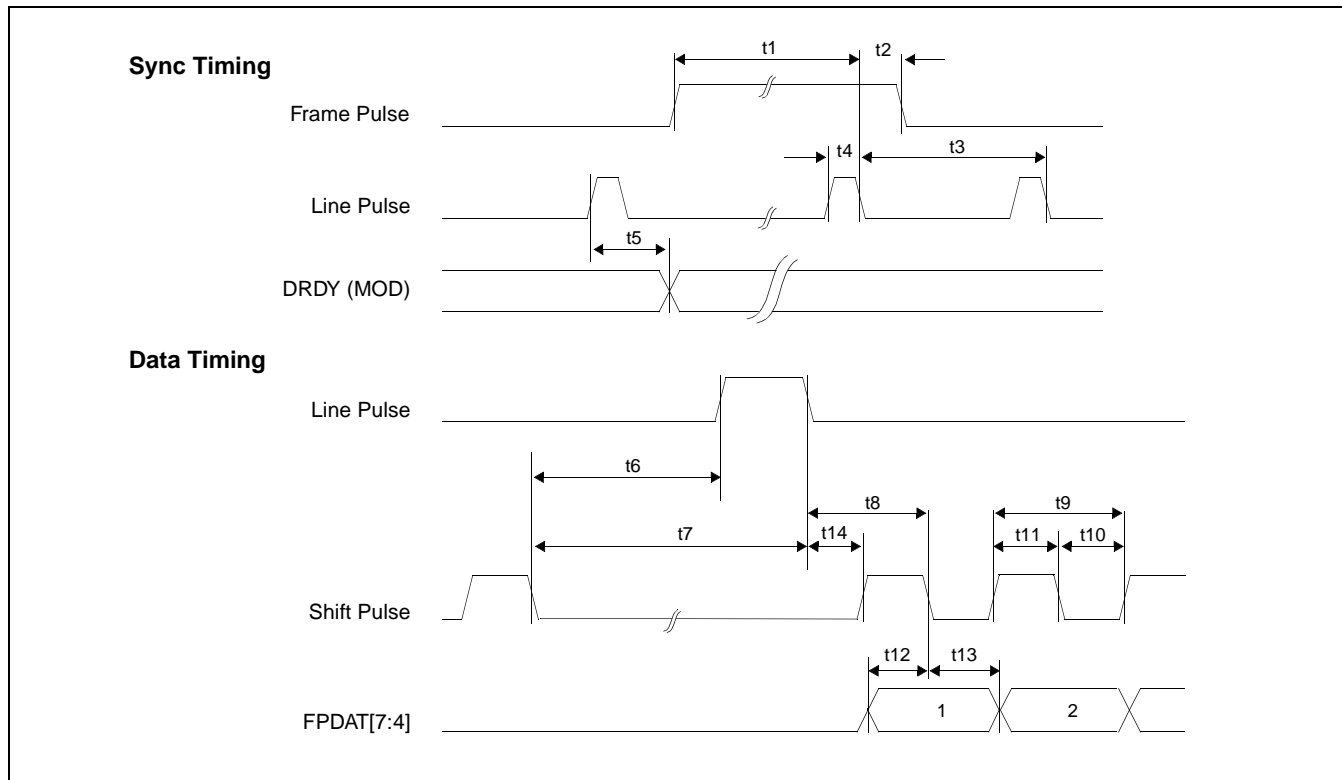 Sync Timing
t1
t2
Frame Pulse
t4
t3
Line Pulse
t5
DRDY (MOD)
Data Timing
Line Pulse
t6
t8
t9
t7
t14
t11
t10
Shift Pulse
t12
t13
FPDAT[7:4]
1
2